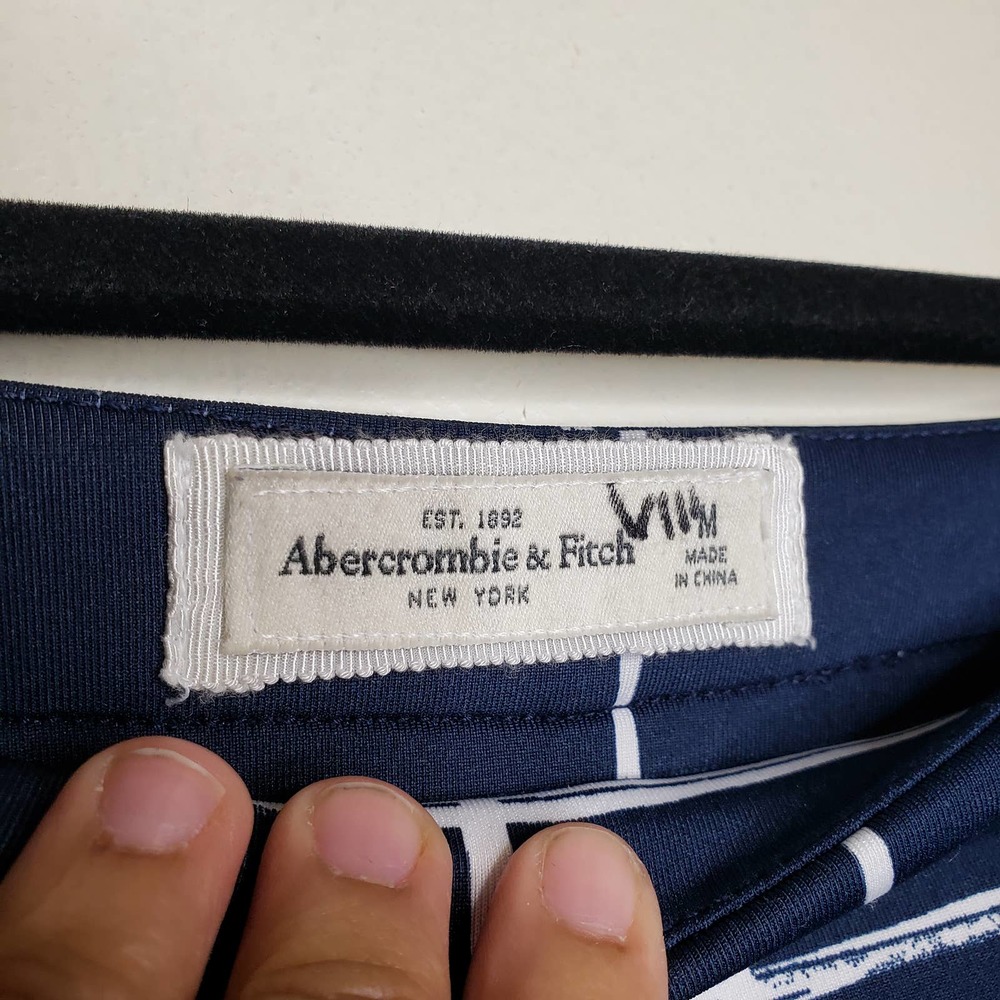 EST. 1892
Abercrombie & Fitch
NEW YORK
M
MADE
IN CHINA